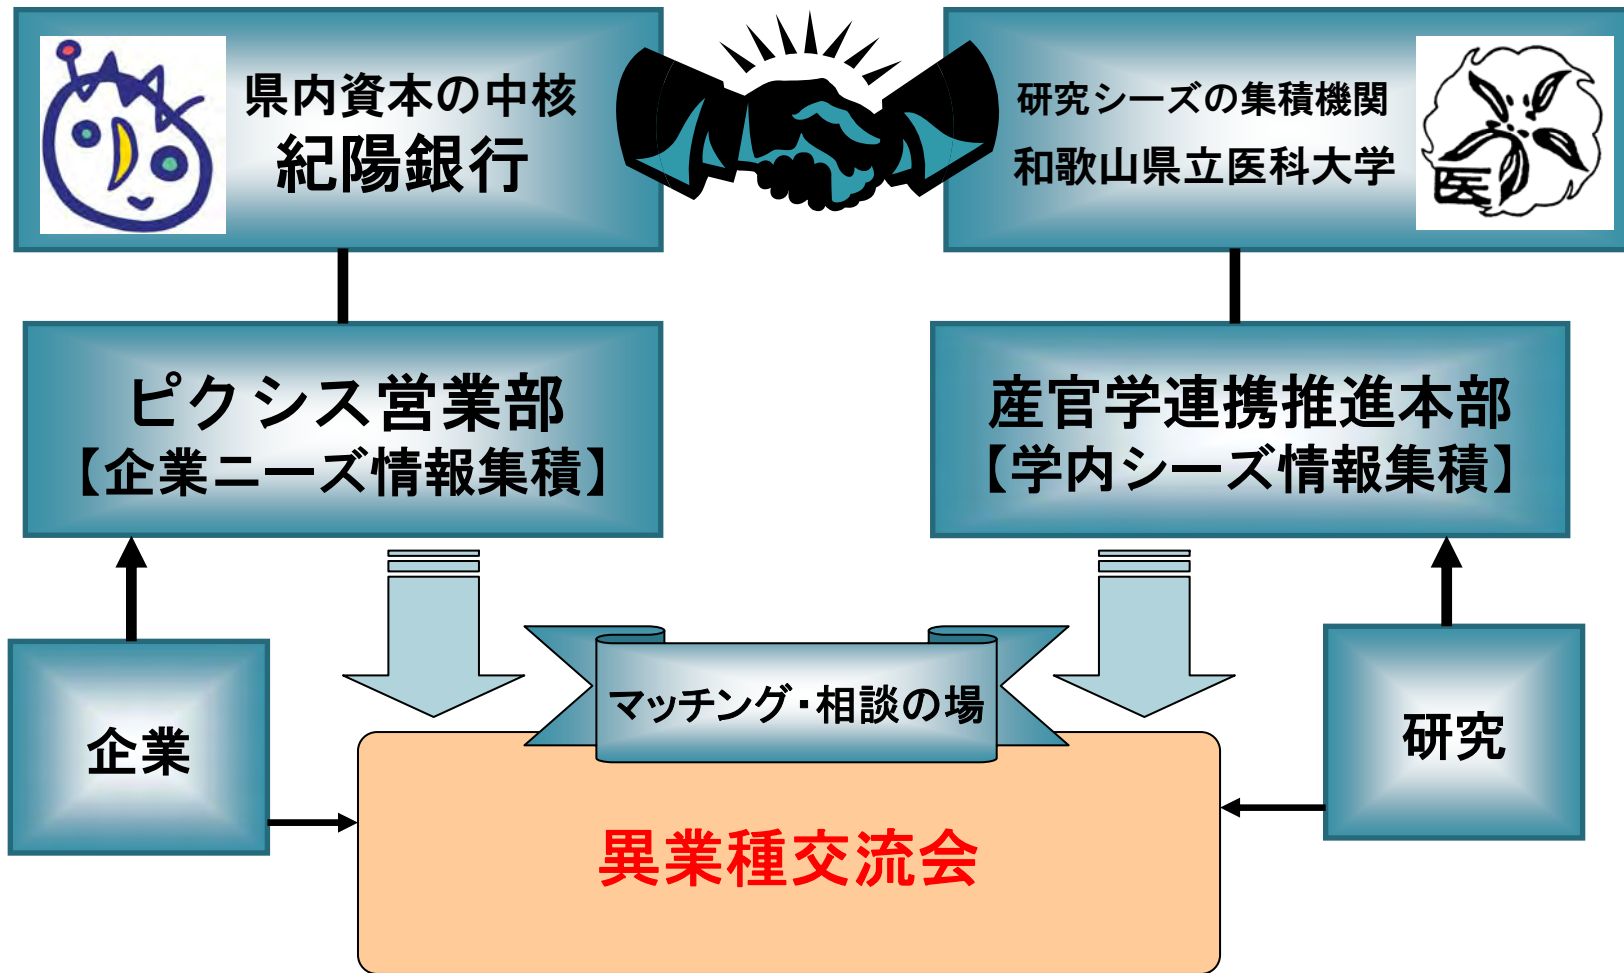 県内資本の中核
紀陽銀行
研究シーズの集積機関
和歌山県立医科大学
医
ピクシス営業部
【企業ニーズ情報集積】
産官学連携推進本部
【学内シーズ情報集積】
企業
マッチング・相談の場
研究
異業種交流会